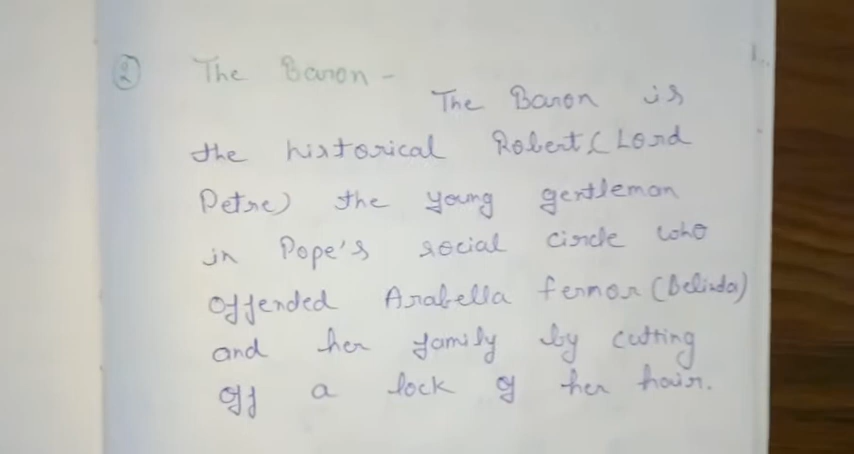 ② The Baron -
The Baron is
the historical Robert (Lord
Petre) the young gentleman
in Pope's social circle who
offended Arabella fermor (Belinda)
and her family by cutting
off a lock of her hair.